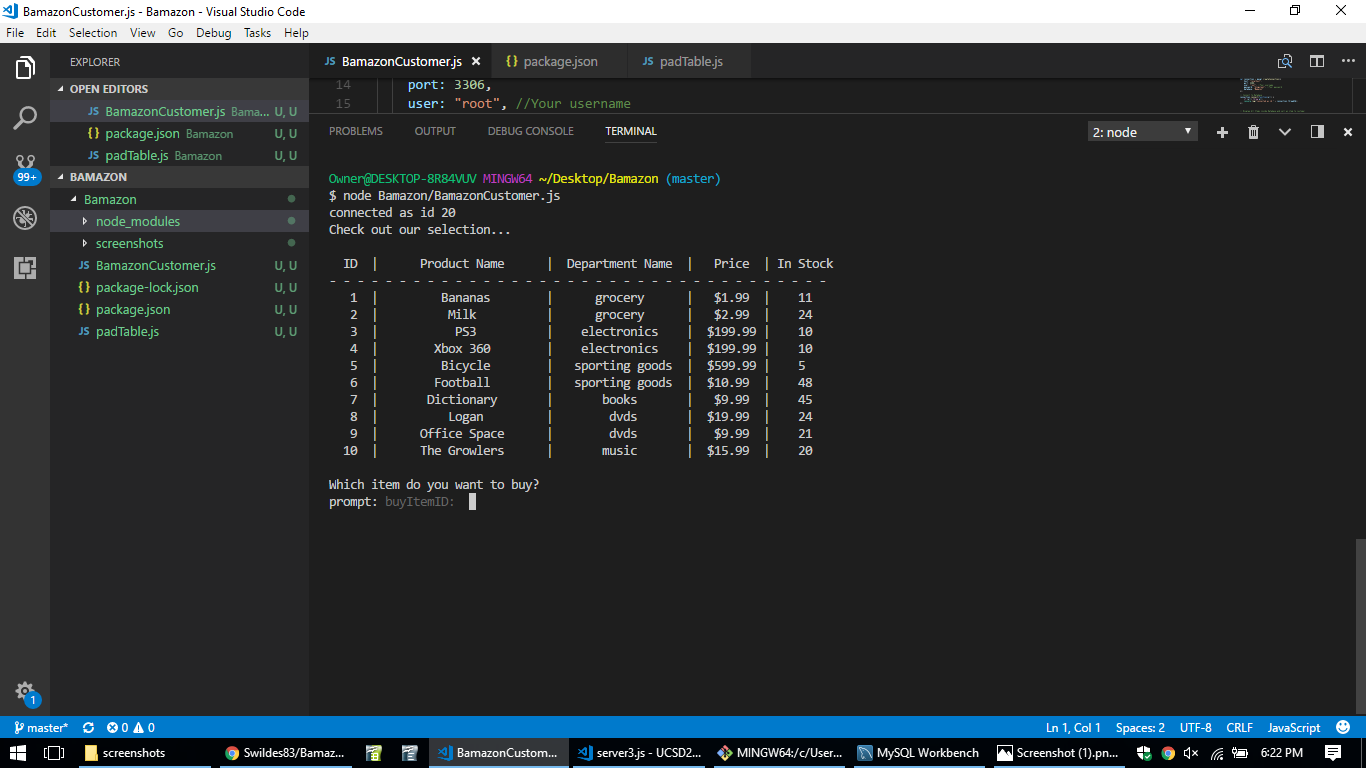 BamazonCustomer.js - Bamazon - Visual Studio Code
File Edit Selection View Go Debug Tasks Help
EXPLORER
OPEN EDITORS
JS BamazonCustomer.js Bama... U, U
{} package.json Bamazon U, U
JS padTable.js Bamazon U, U
BAMAZON
Bamazon
node_modules
screenshots
JS BamazonCustomer.js U, U
{} package-lock.json U, U
{} package.json U, U
JS padTable.js U, U
99+
1
JS BamazonCustomer.js × {} package.json JS padTable.js
14 port: 3306,
15 user: "root", //Your username
PROBLEMS OUTPUT DEBUG CONSOLE TERMINAL 2: node
Owner@DESKTOP-8R84VUV MINGW64 ~/Desktop/Bamazon (master)
$ node Bamazon/BamazonCustomer.js
connected as id 20
Check out our selection...
ID | Product Name | Department Name | Price | In Stock
- - - - - - - - - - - - - - - - - - - - - - - - - - - - - - - - - - - -
1 | Bananas | grocery | $1.99 | 11
2 | Milk | grocery | $2.99 | 24
3 | PS3 | electronics | $199.99 | 10
4 | Xbox 360 | electronics | $199.99 | 10
5 | Bicycle | sporting goods | $599.99 | 5
6 | Football | sporting goods | $10.99 | 48
7 | Dictionary | books | $9.99 | 45
8 | Logan | dvds | $19.99 | 24
9 | Office Space | dvds | $9.99 | 21
10 | The Growlers | music | $15.99 | 20
Which item do you want to buy?
prompt: buyItemID:
master* 0 0 Ln 1, Col 1 Spaces: 2 UTF-8 CRLF JavaScript
screenshots Swildes83/Bamaz... BamazonCustom... server3.js - UCSD2... MINGW64:/c/User... MySQL Workbench Screenshot (1).pn... 6:22 PM